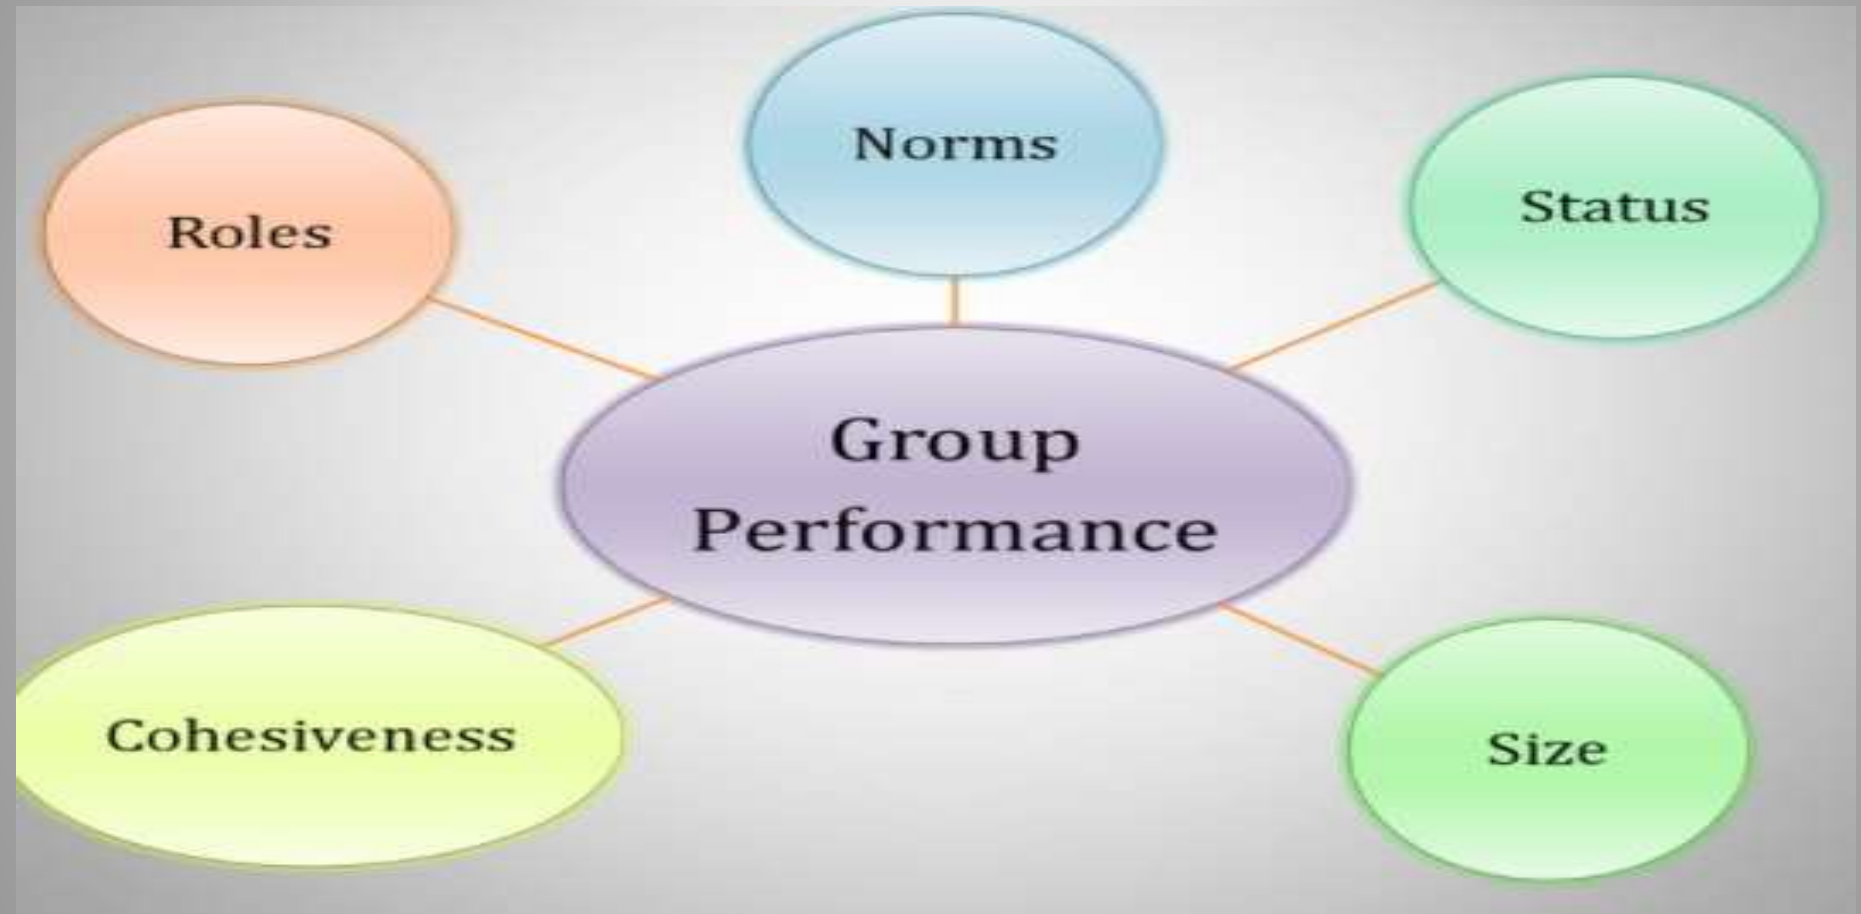 Norms
Roles
Status
Group
Performance
Cohesiveness
Size